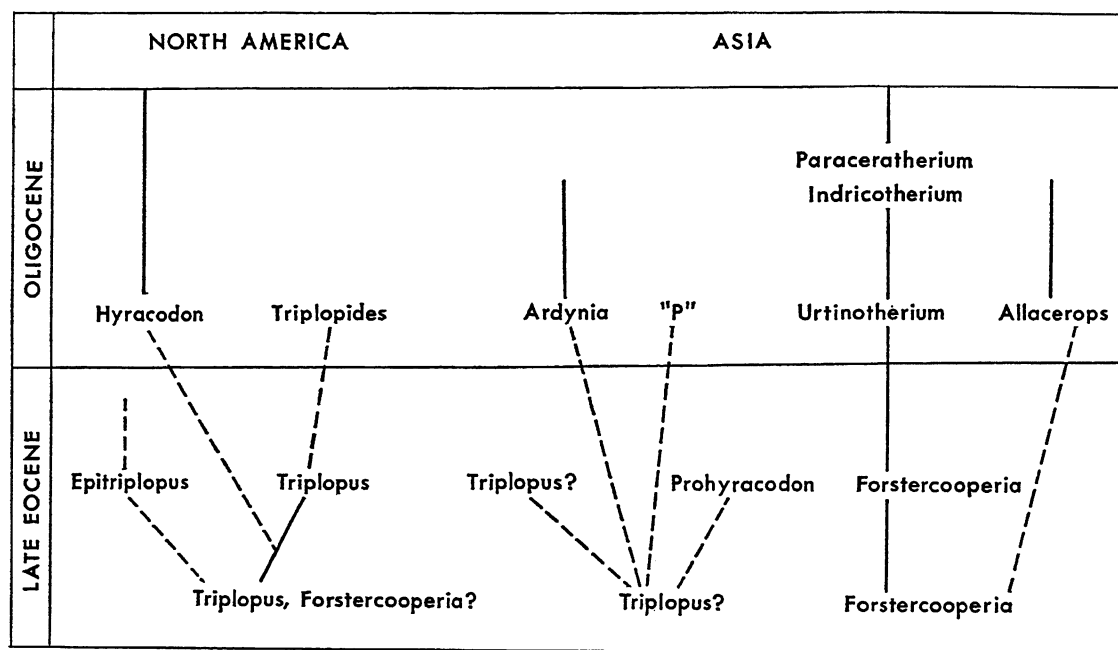 NORTH AMERICA
ASIA
OLIGOCENE
Paraceratherium
Indricotherium
Hyracodon
Triplopides
Ardynia
"P"
Urtinotherium
Allacerops
LATE EOCENE
Epitriplopus
Triplopus
Triplopus?
Prohyracodon
Forstercooperia
Triplopus, Forstercooperia?
Triplopus?
Forstercooperia